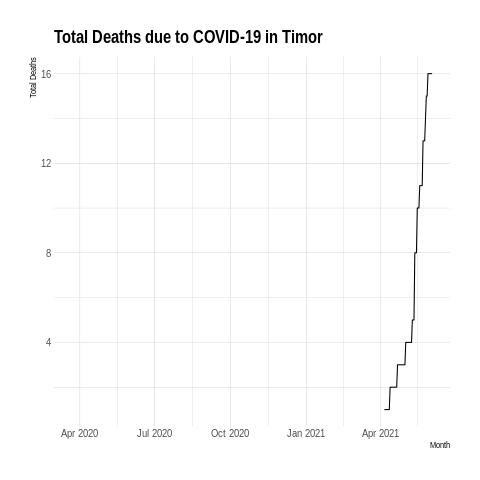 Total Deaths due to COVID-19 in Timor
Total Deaths
16
12
8
4
Apr 2020 Jul 2020 Oct 2020 Jan 2021 Apr 2021
Month